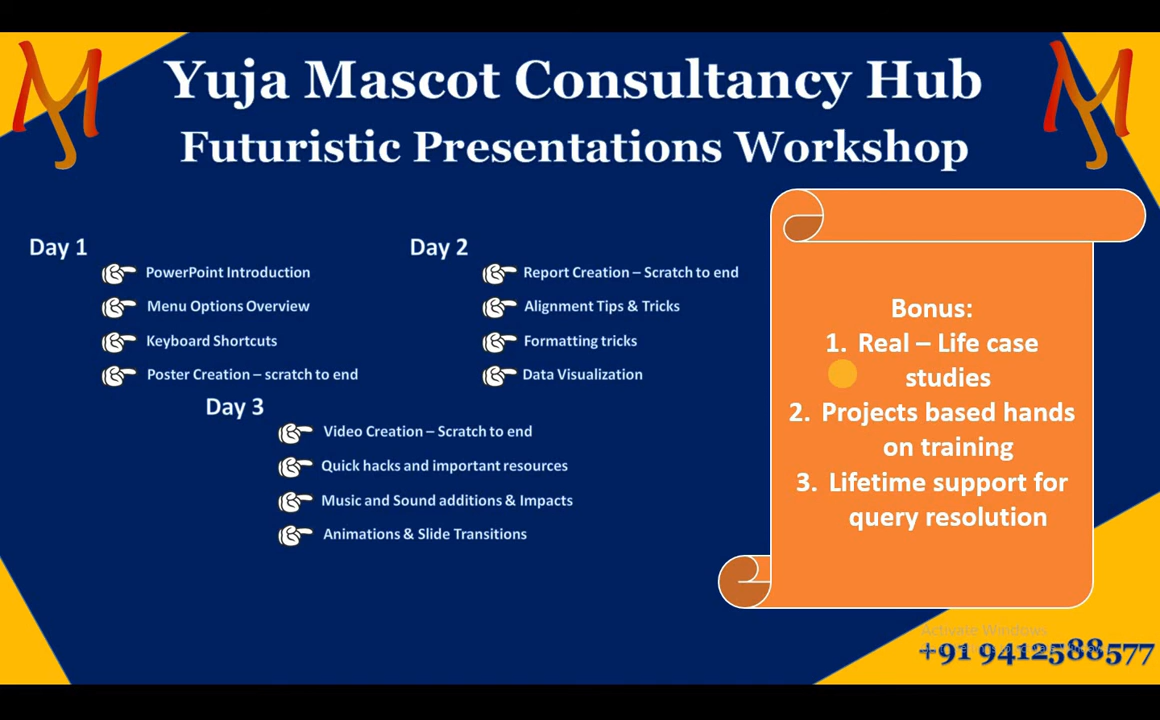 Yuja Mascot Consultancy Hub
Futuristic Presentations Workshop
Day 1
PowerPoint Introduction
Menu Options Overview
Keyboard Shortcuts
Poster Creation – scratch to end
Day 2
Report Creation – Scratch to end
Alignment Tips & Tricks
Formatting tricks
Data Visualization
Day 3
Video Creation – Scratch to end
Quick hacks and important resources
Music and Sound additions & Impacts
Animations & Slide Transitions
Bonus:
1. Real – Life case
studies
2. Projects based hands
on training
3. Lifetime support for
query resolution
Activate Windows
+91 9412588577